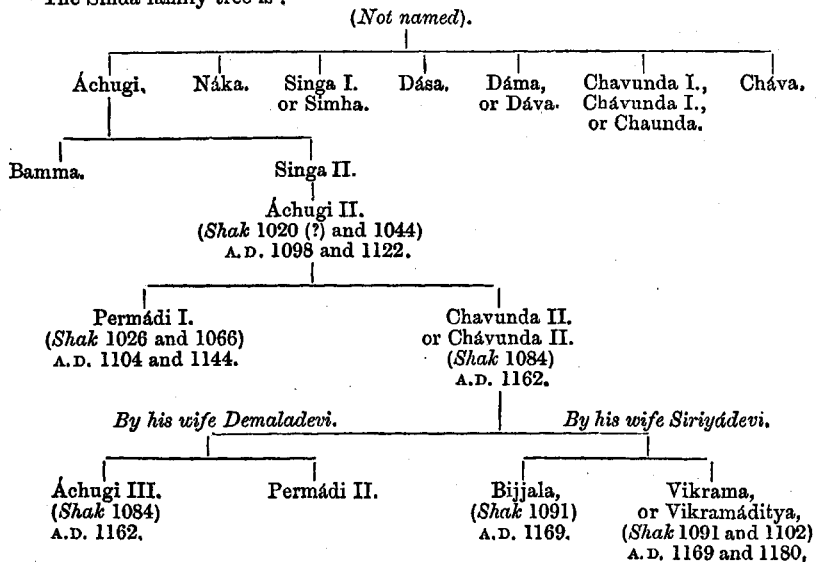 The Sinda family tree is :
(Not named).
Áchugi. Náka. Singa I. Dása. Dáma, Chavunda I., Cháva.
or Simha. or Dáva. Chávunda I.,
or Chaunda.
Bamma. Singa II.
Áchugi II.
(Shak 1020 (?) and 1044)
A.D. 1098 and 1122.
Permádi I. Chavunda II.
(Shak 1026 and 1066) or Chávunda II.
A.D. 1104 and 1144. (Shak 1084)
A.D. 1162.
By his wife Demaladevi. By his wife Siriyádevi.
Áchugi III. Permádi II. Bijjala, Vikrama,
(Shak 1084) (Shak 1091) or Vikramáditya,
A.D. 1162. A.D. 1169. (Shak 1091 and 1102)
A.D. 1169 and 1180.